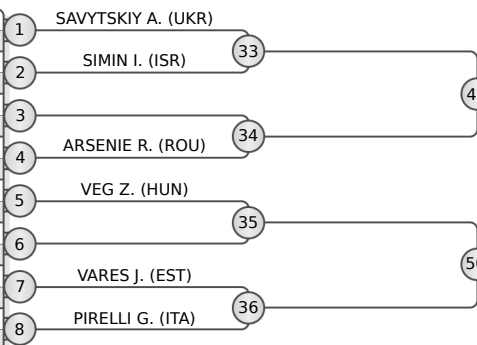 SAVYTSKIY A. (UKR)
1
33
SIMIN I. (ISR)
2
3
34
ARSENIE R. (ROU)
4
VEG Z. (HUN)
5
35
6
VARES J. (EST)
7
36
PIRELLI G. (ITA)
8